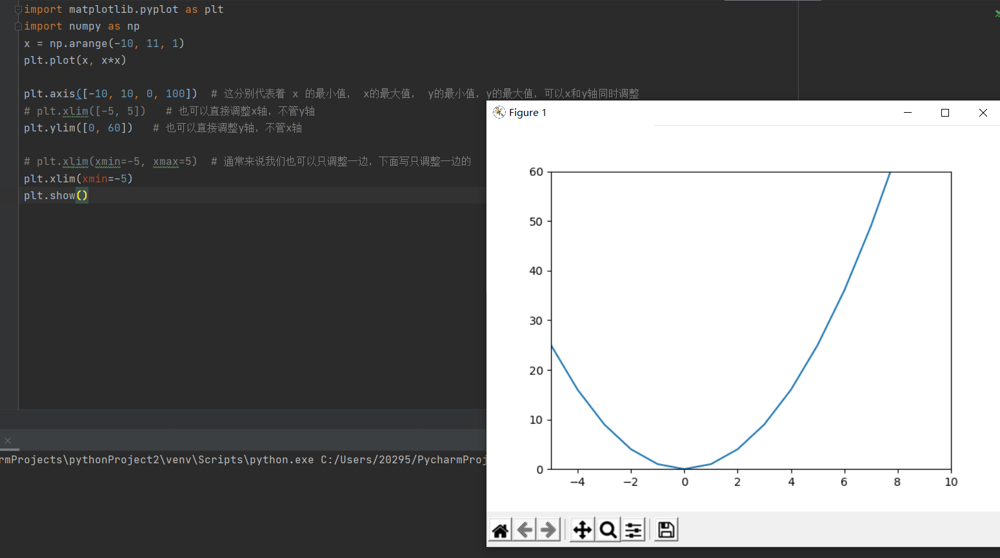 import matplotlib.pyplot as plt
import numpy as np
x = np.arange(-10, 11, 1)
plt.plot(x, x*x)
plt.axis([-10, 10, 0, 100])  # 这分别代表着 x 的最小值， x的最大值， y的最小值，y的最大值，可以x和y轴同时调整
# plt.xlim([-5, 5])   # 也可以直接调整x轴，不管y轴
plt.ylim([0, 60])   # 也可以直接调整y轴，不管x轴
# plt.xlim(xmin=-5, xmax=5)  # 通常来说我们也可以只调整一边，下面写只调整一边的
plt.xlim(xmin=-5)
plt.show()
Figure 1
60
50
40
30
20
10
0
−4 −2 0 2 4 6 8 10
rmProjects\pythonProject2\venv\Scripts\python.exe C:/Users/20295/PycharmProj